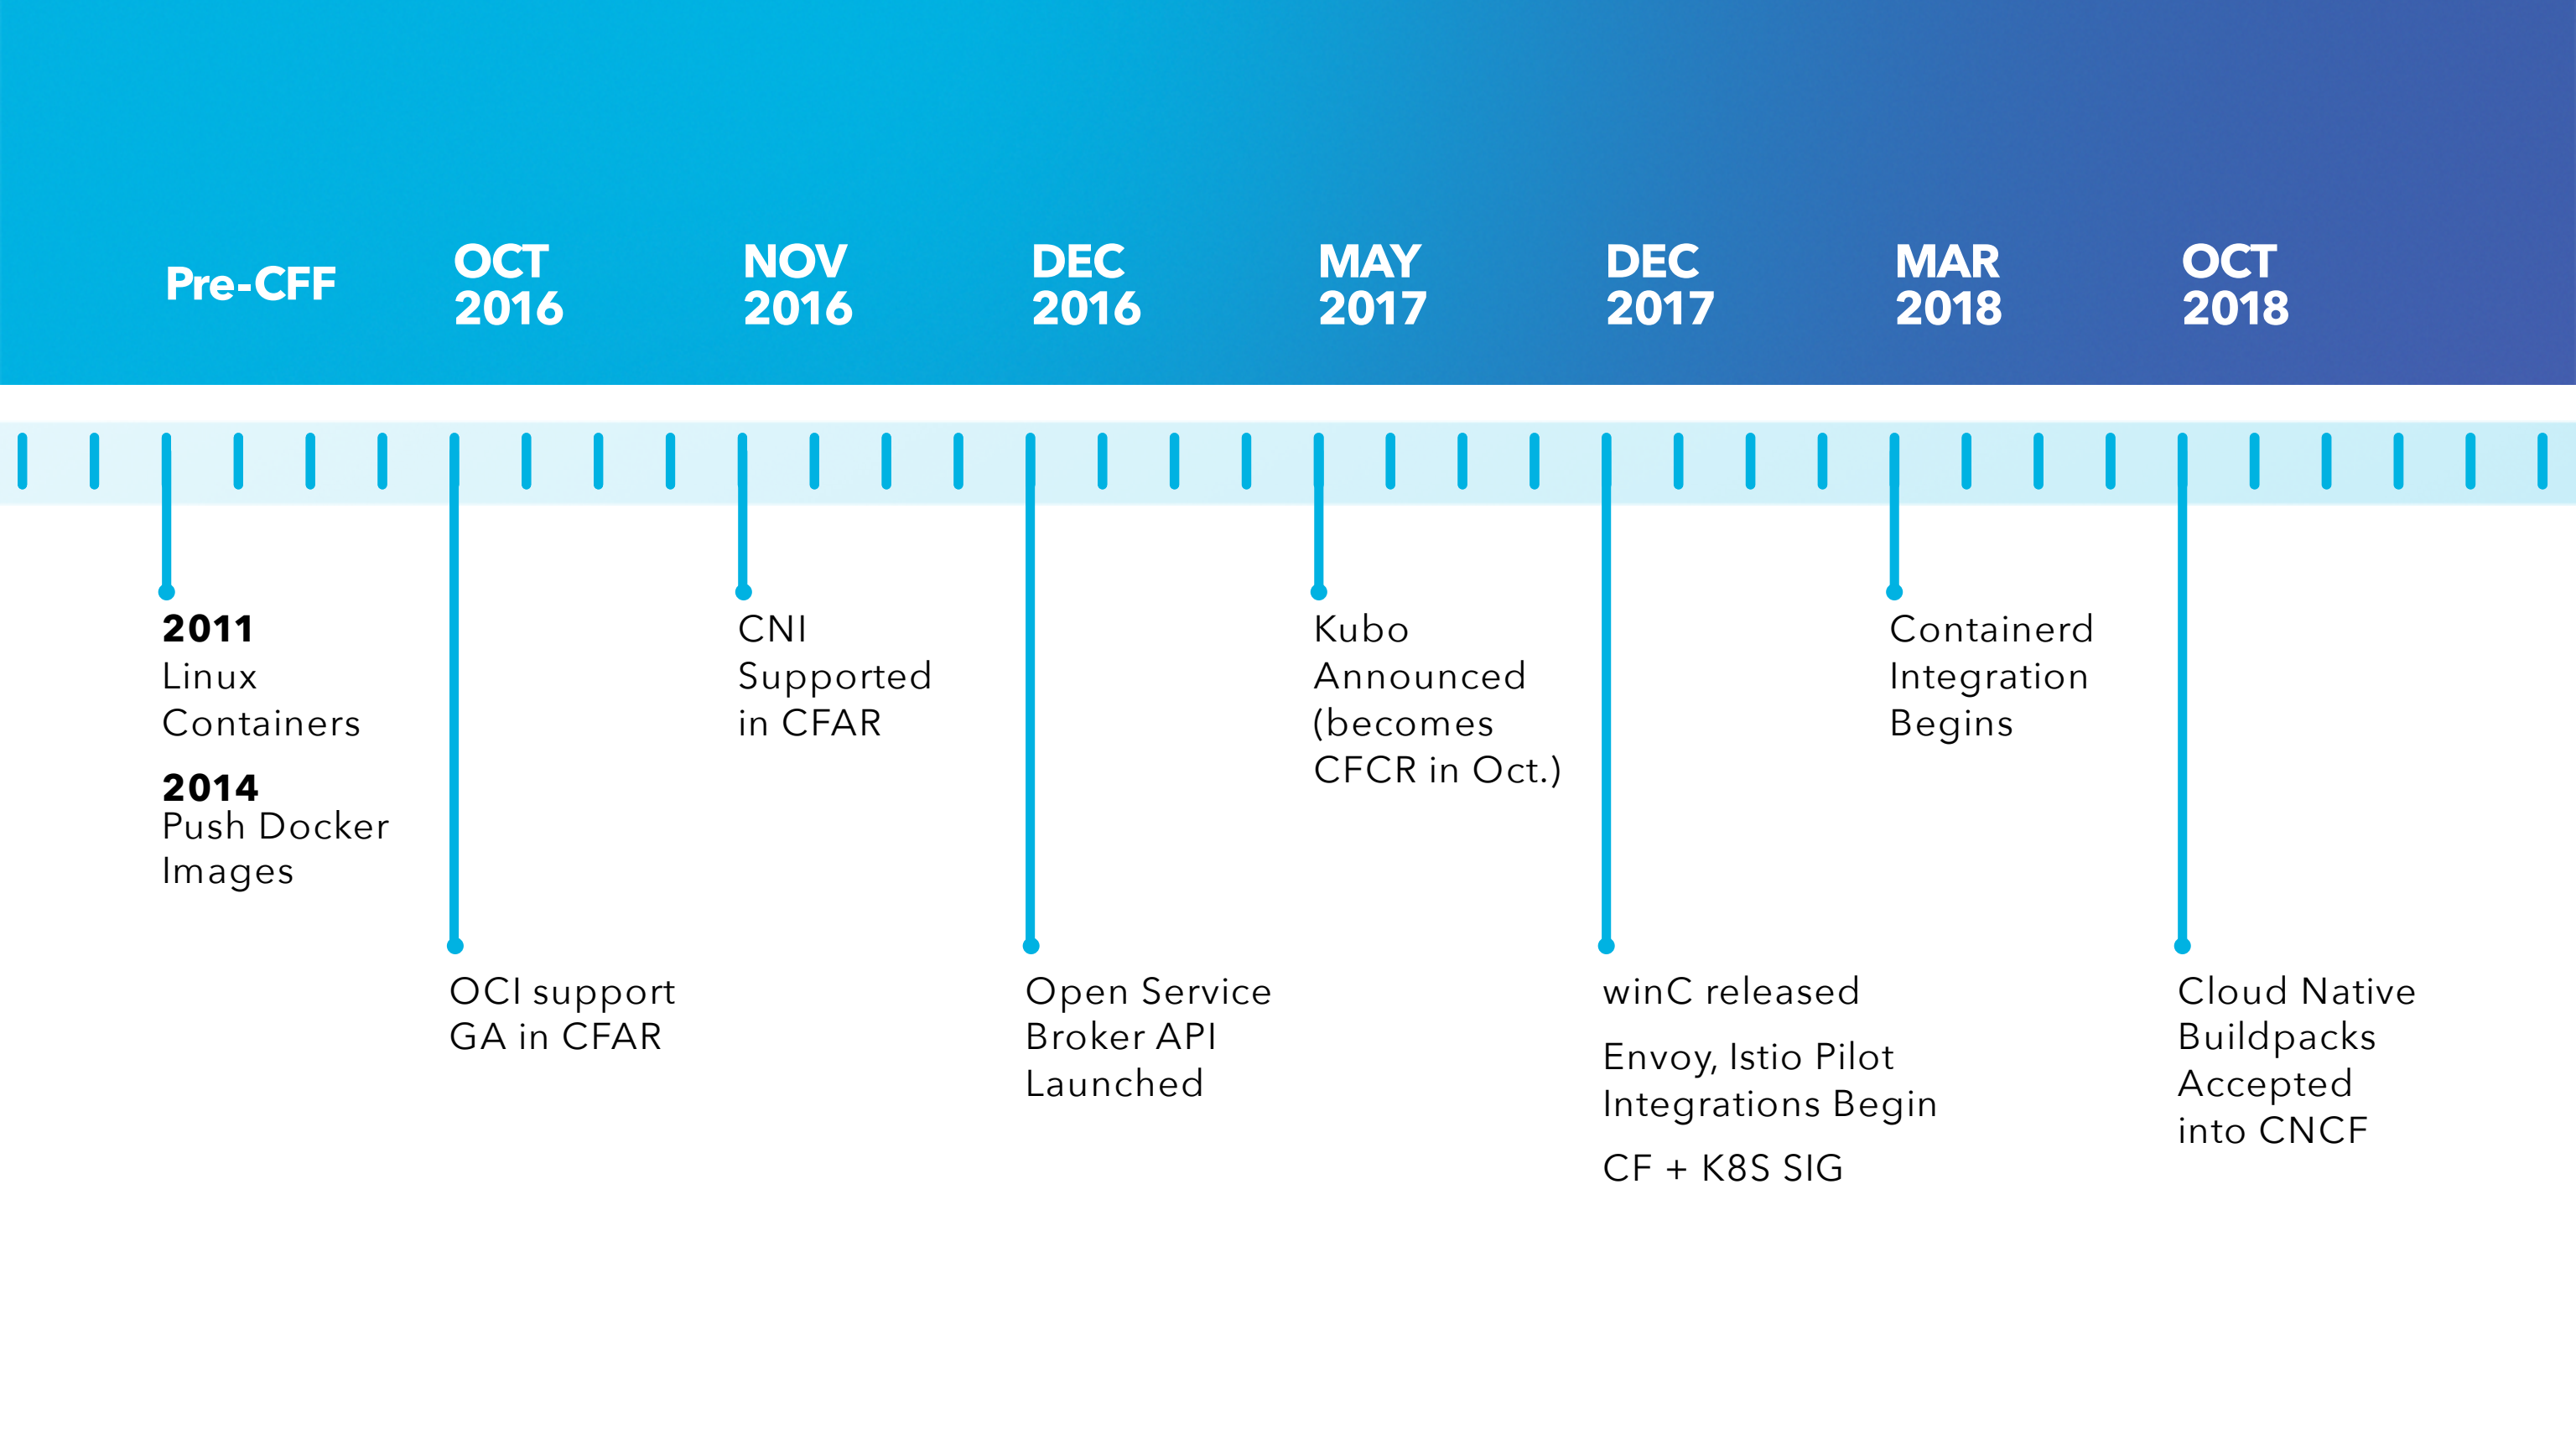 Pre-CFF
OCT
2016
NOV
2016
DEC
2016
MAY
2017
DEC
2017
MAR
2018
OCT
2018
2011
Linux
Containers
2014
Push Docker
Images
OCI support
GA in CFAR
CNI
Supported
in CFAR
Open Service
Broker API
Launched
Kubo
Announced
(becomes
CFCR in Oct.)
winC released
Envoy, Istio Pilot
Integrations Begin
CF + K8S SIG
Containerd
Integration
Begins
Cloud Native
Buildpacks
Accepted
into CNCF